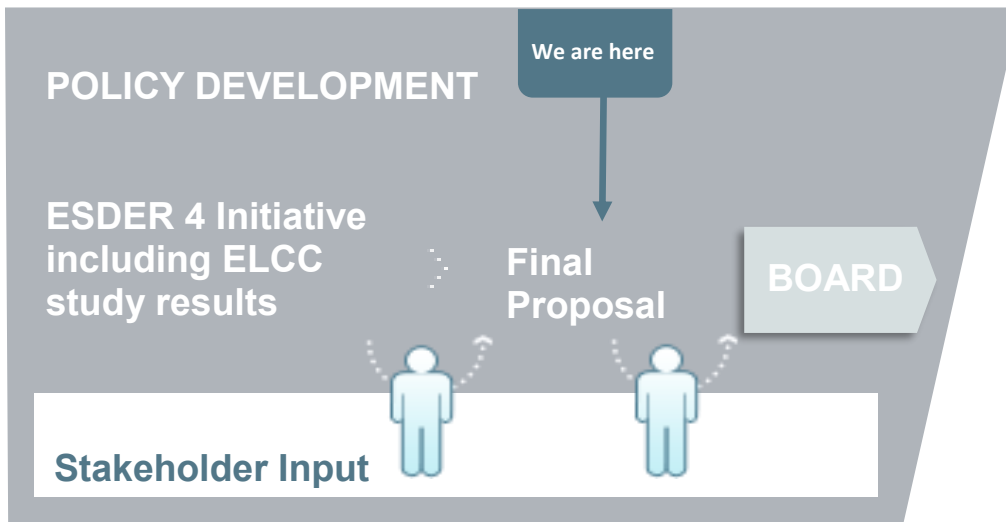 We are here
POLICY DEVELOPMENT
ESDER 4 Initiative
including ELCC
study results
Final
Proposal
BOARD
Stakeholder Input